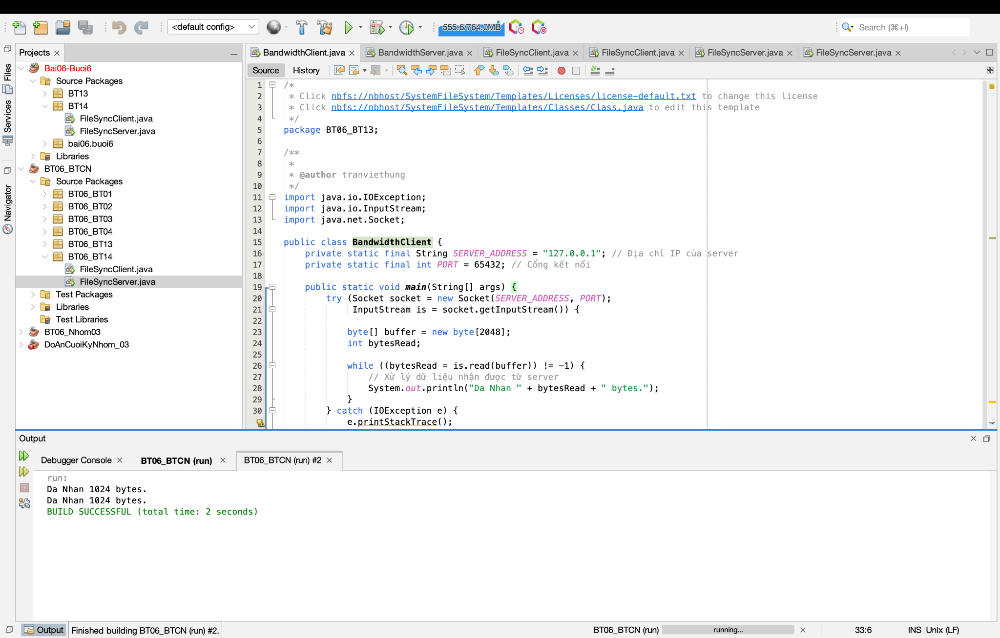 <default config>
555.6/764.0MB
Search (⌘+I)
Files
Services
Navigator
Projects
Bai06-Buoi6
Source Packages
BT13
BT14
FileSyncClient.java
FileSyncServer.java
bai06.buoi6
Libraries
BT06_BTCN
Source Packages
BT06_BT01
BT06_BT02
BT06_BT03
BT06_BT04
BT06_BT13
BT06_BT14
FileSyncClient.java
FileSyncServer.java
Test Packages
Libraries
Test Libraries
BT06_Nhom03
DoAnCuoiKyNhom_03
BandwidthClient.java
BandwidthServer.java
FileSyncClient.java
FileSyncClient.java
FileSyncServer.java
FileSyncServer.java
Source
History
1 /*
2 * Click nbfs://nbhost/SystemFileSystem/Templates/Licenses/license-default.txt to change this license
3 * Click nbfs://nbhost/SystemFileSystem/Templates/Classes/Class.java to edit this template
4 */
5 package BT06_BT13;
6
7 /**
8 *
9 * @author tranviethung
10 */
11 import java.io.IOException;
12 import java.io.InputStream;
13 import java.net.Socket;
14
15 public class BandwidthClient {
16 private static final String SERVER_ADDRESS = "127.0.0.1"; // Địa chỉ IP của server
17 private static final int PORT = 65432; // Cổng kết nối
18
19 public static void main(String[] args) {
20 try (Socket socket = new Socket(SERVER_ADDRESS, PORT);
21 InputStream is = socket.getInputStream()) {
22
23 byte[] buffer = new byte[2048];
24 int bytesRead;
25
26 while ((bytesRead = is.read(buffer)) != -1) {
27 // Xử lý dữ liệu nhận được từ server
28 System.out.println("Da Nhan " + bytesRead + " bytes.");
29 }
30 } catch (IOException e) {
e.printStackTrace();
Output
Debugger Console
BT06_BTCN (run)
BT06_BTCN (run) #2
run:
Da Nhan 1024 bytes.
Da Nhan 1024 bytes.
BUILD SUCCESSFUL (total time: 2 seconds)
Output
Finished building BT06_BTCN (run) #2.
BT06_BTCN (run)
running...
33:6
INS
Unix (LF)